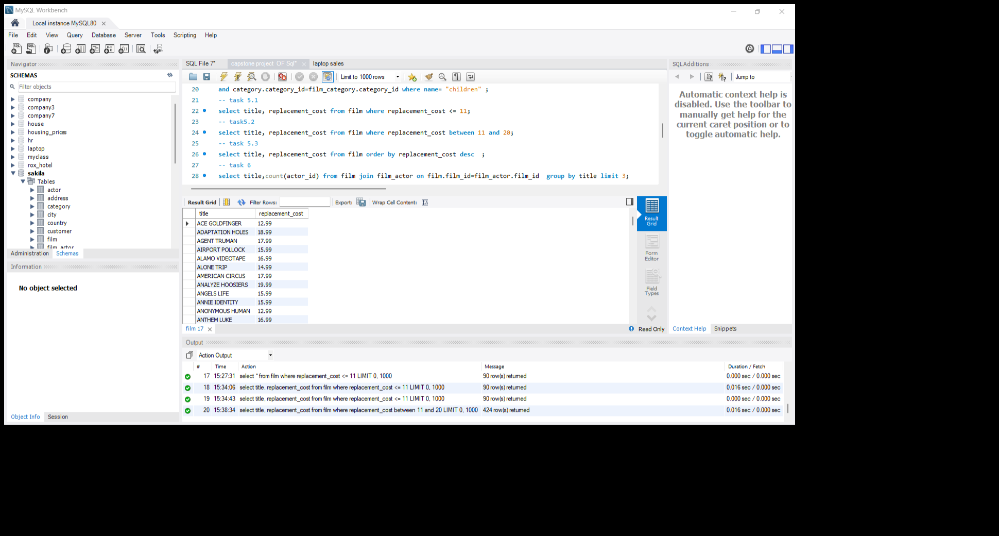 MySQL Workbench
Local instance MySQL80
File Edit View Query Database Server Tools Scripting Help
Navigator
SCHEMAS
Filter objects
company
company3
company7
house
housing_prices
hr
laptop
myclass
rox_hotel
sakila
Tables
actor
address
category
city
country
customer
film
film_actor
Administration Schemas
Information
No object selected
Object Info Session
SQL File 7* capstone project OF Sql* laptop sales
Limit to 1000 rows
20 and category.category_id=film_category.category_id where name= "children" ;
21 -- task 5.1
22 select title, replacement_cost from film where replacement_cost <= 11;
23 -- task5.2
24 select title, replacement_cost from film where replacement_cost between 11 and 20;
25 -- task 5.3
26 select title, replacement_cost from film order by replacement_cost desc ;
27 -- task 6
28 select title,count(actor_id) from film join film_actor on film.film_id=film_actor.film_id group by title limit 3;
Result Grid Filter Rows: Export: Wrap Cell Content:
title replacement_cost
ACE GOLDFINGER 12.99
ADAPTATION HOLES 18.99
AGENT TRUMAN 17.99
AIRPORT POLLOCK 15.99
ALAMO VIDEOTAPE 16.99
ALONE TRIP 14.99
AMERICAN CIRCUS 17.99
ANALYZE HOOSIERS 19.99
ANGELS LIFE 15.99
ANNIE IDENTITY 15.99
ANONYMOUS HUMAN 12.99
ANTHEM LUKE 16.99
Result
Grid
Form
Editor
Field
Types
film 17
Read Only
SQLAdditions
Jump to
Automatic context help is
disabled. Use the toolbar to
manually get help for the
current caret position or to
toggle automatic help.
Context Help Snippets
Output
Action Output
# Time Action Message Duration / Fetch
17 15:27:31 select * from film where replacement_cost <= 11 LIMIT 0, 1000 90 row(s) returned 0.000 sec / 0.000 sec
18 15:34:06 select title, replacement_cost from film where replacement_cost <= 11 LIMIT 0, 1000 90 row(s) returned 0.016 sec / 0.000 sec
19 15:34:43 select title, replacement_cost from film where replacement_cost <= 11 LIMIT 0, 1000 90 row(s) returned 0.000 sec / 0.000 sec
20 15:38:34 select title, replacement_cost from film where replacement_cost between 11 and 20 LIMIT 0, 1000 424 row(s) returned 0.016 sec / 0.000 sec